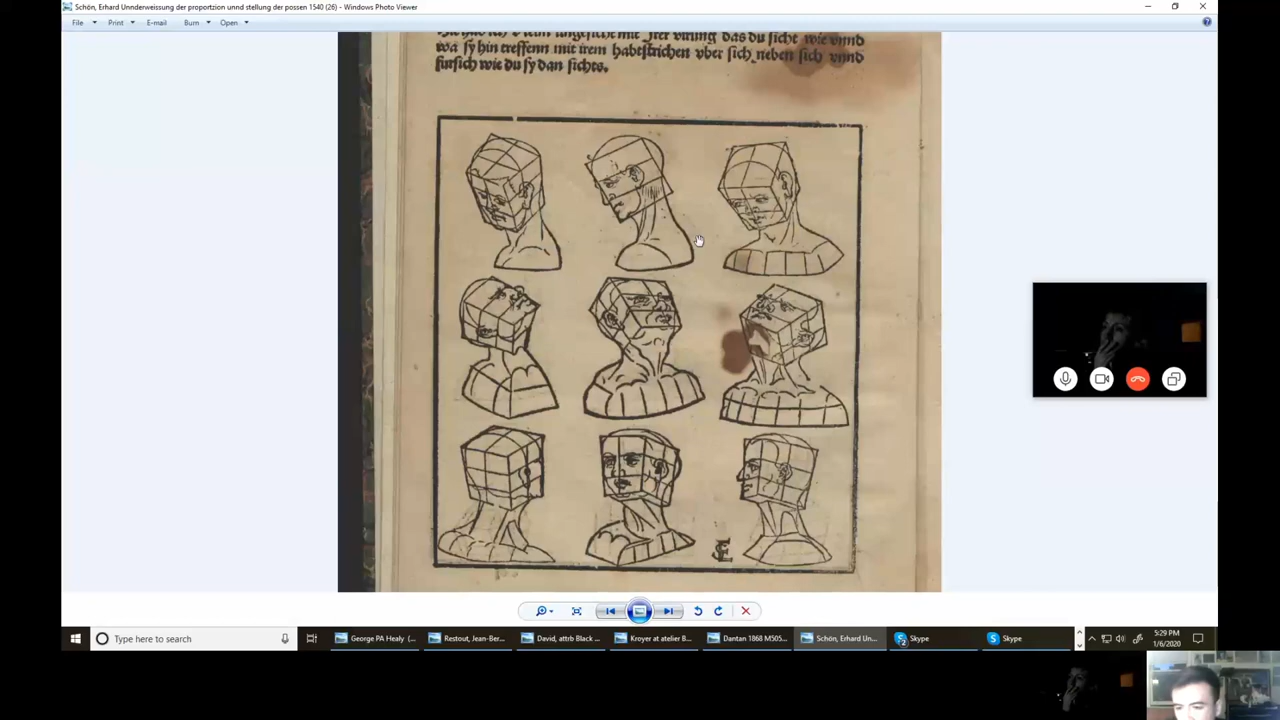 Schön, Erhard Unnderweissung der proportzion unnd stellung der possen 1540 (26) - Windows Photo Viewer
File Print E-mail Burn Open
wa sy hin treffenn mit irem habtstrichen vber sich neben sich vnnd
fursich wie du sy dan sichts.
Type here to search
George PA Healy (...
Restout, Jean-Ber...
David, attrb Black ...
Kroyer at atelier B...
Dantan 1868 M505...
Schön, Erhard Un...
Skype
Skype
5:29 PM
1/6/2020